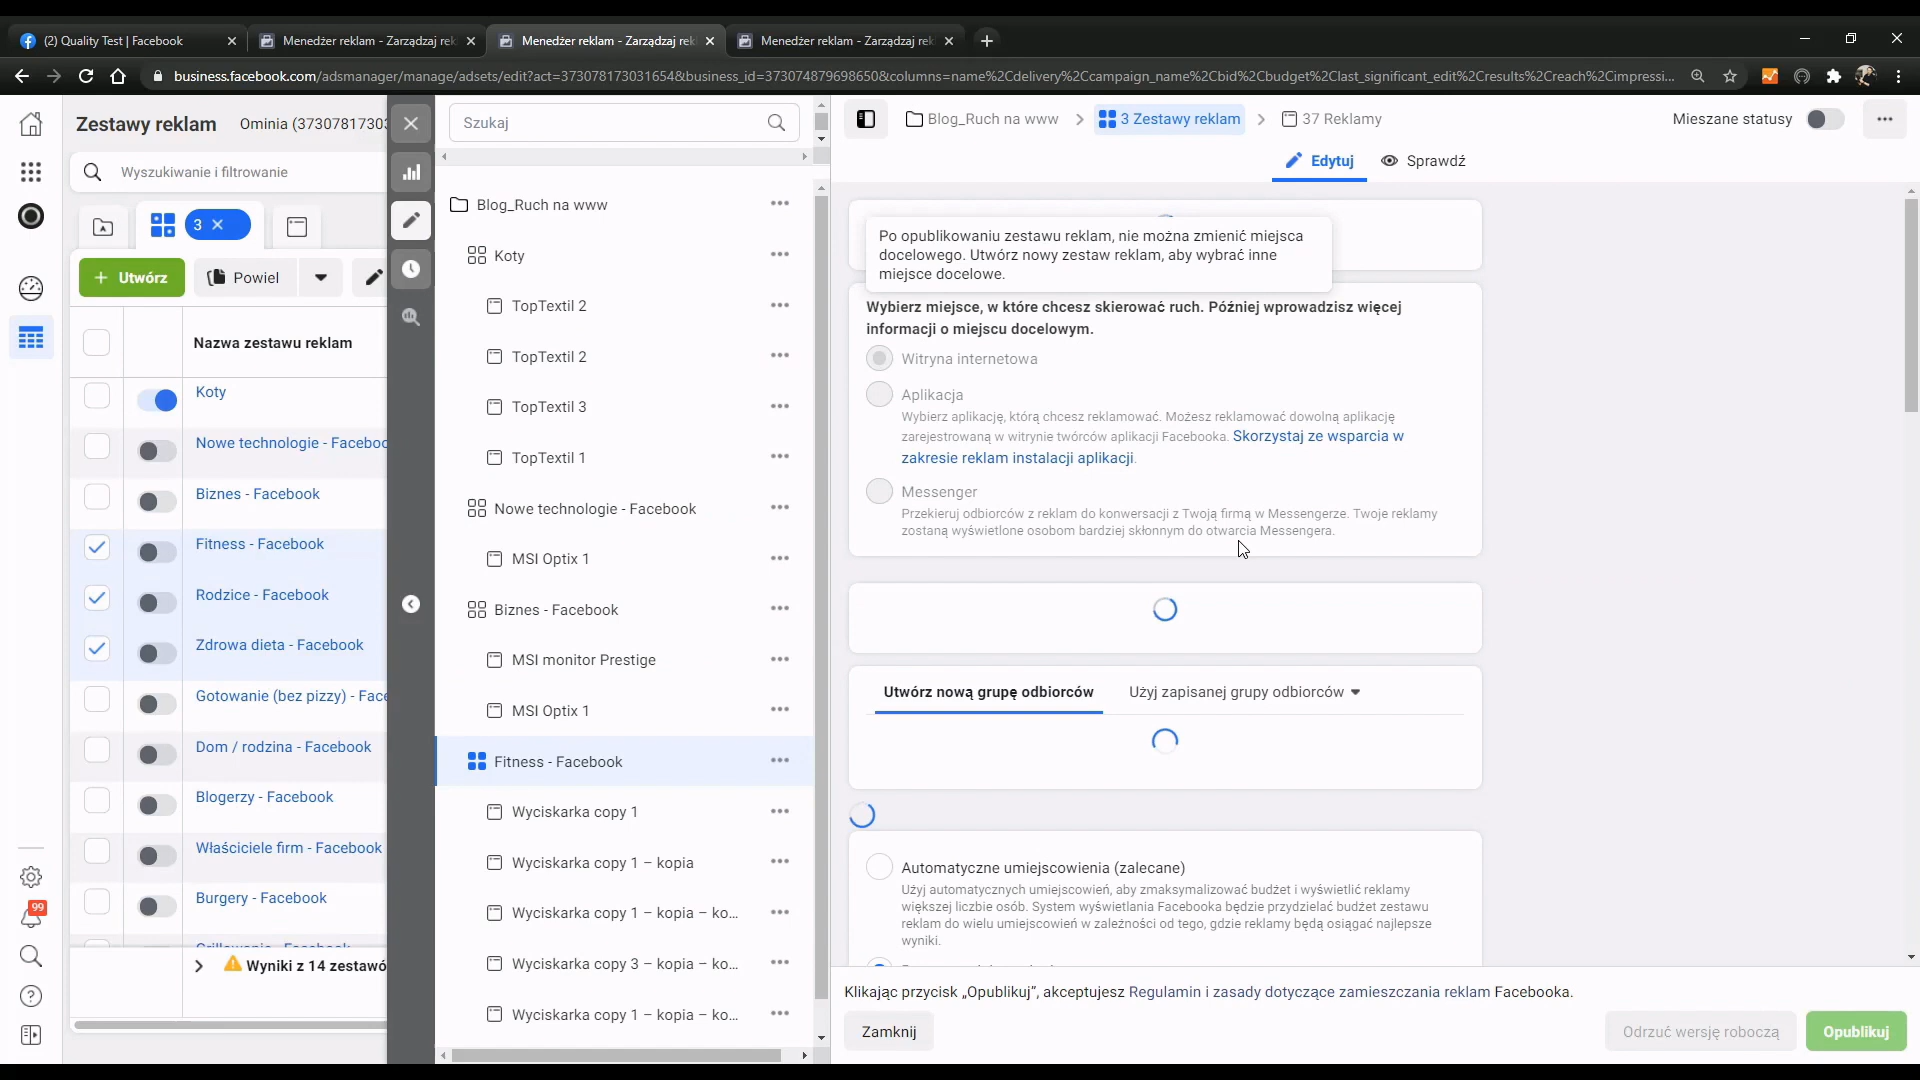 (2) Quality Test | Facebook
Menedżer reklam - Zarządzaj rek
Menedżer reklam - Zarządzaj rek
Menedżer reklam - Zarządzaj rek
business.facebook.com/adsmanager/manage/adsets/edit?act=373078173031654&business_id=373074879698650&columns=name%2Cdelivery%2Ccampaign_name%2Cbid%2Cbudget%2Clast_significant_edit%2Cresults%2Creach%2Cimpressi...
Zestawy reklam
Ominia (37307817303
Wyszukiwanie i filtrowanie
3
Utwórz
Powiel
Nazwa zestawu reklam
Koty
Nowe technologie - Faceboo
Biznes - Facebook
Fitness - Facebook
Rodzice - Facebook
Zdrowa dieta - Facebook
Gotowanie (bez pizzy) - Face
Dom / rodzina - Facebook
Blogerzy - Facebook
Właściciele firm - Facebook
Burgery - Facebook
Wyniki z 14 zestawó
99
Szukaj
Blog_Ruch na www
Koty
TopTextil 2
TopTextil 2
TopTextil 3
TopTextil 1
Nowe technologie - Facebook
MSI Optix 1
Biznes - Facebook
MSI monitor Prestige
MSI Optix 1
Fitness - Facebook
Wyciskarka copy 1
Wyciskarka copy 1 – kopia
Wyciskarka copy 1 – kopia – ko...
Wyciskarka copy 3 – kopia – ko...
Wyciskarka copy 1 – kopia – ko...
Blog_Ruch na www
3 Zestawy reklam
37 Reklamy
Mieszane statusy
Edytuj
Sprawdź
Po opublikowaniu zestawu reklam, nie można zmienić miejsca
docelowego. Utwórz nowy zestaw reklam, aby wybrać inne
miejsce docelowe.
Wybierz miejsce, w które chcesz skierować ruch. Później wprowadzisz więcej
informacji o miejscu docelowym.
Witryna internetowa
Aplikacja
Wybierz aplikację, którą chcesz reklamować. Możesz reklamować dowolną aplikację
zarejestrowaną w witrynie twórców aplikacji Facebooka. Skorzystaj ze wsparcia w
zakresie reklam instalacji aplikacji.
Messenger
Przekieruj odbiorców z reklam do konwersacji z Twoją firmą w Messengerze. Twoje reklamy
zostaną wyświetlone osobom bardziej skłonnym do otwarcia Messengera.
Utwórz nową grupę odbiorców
Użyj zapisanej grupy odbiorców
Automatyczne umiejscowienia (zalecane)
Użyj automatycznych umiejscowień, aby zmaksymalizować budżet i wyświetlić reklamy
większej liczbie osób. System wyświetlania Facebooka będzie przydzielać budżet zestawu
reklam do wielu umiejscowień w zależności od tego, gdzie reklamy będą osiągać najlepsze
wyniki.
Klikając przycisk „Opublikuj”, akceptujesz Regulamin i zasady dotyczące zamieszczania reklam Facebooka.
Zamknij
Odrzuć wersję roboczą
Opublikuj